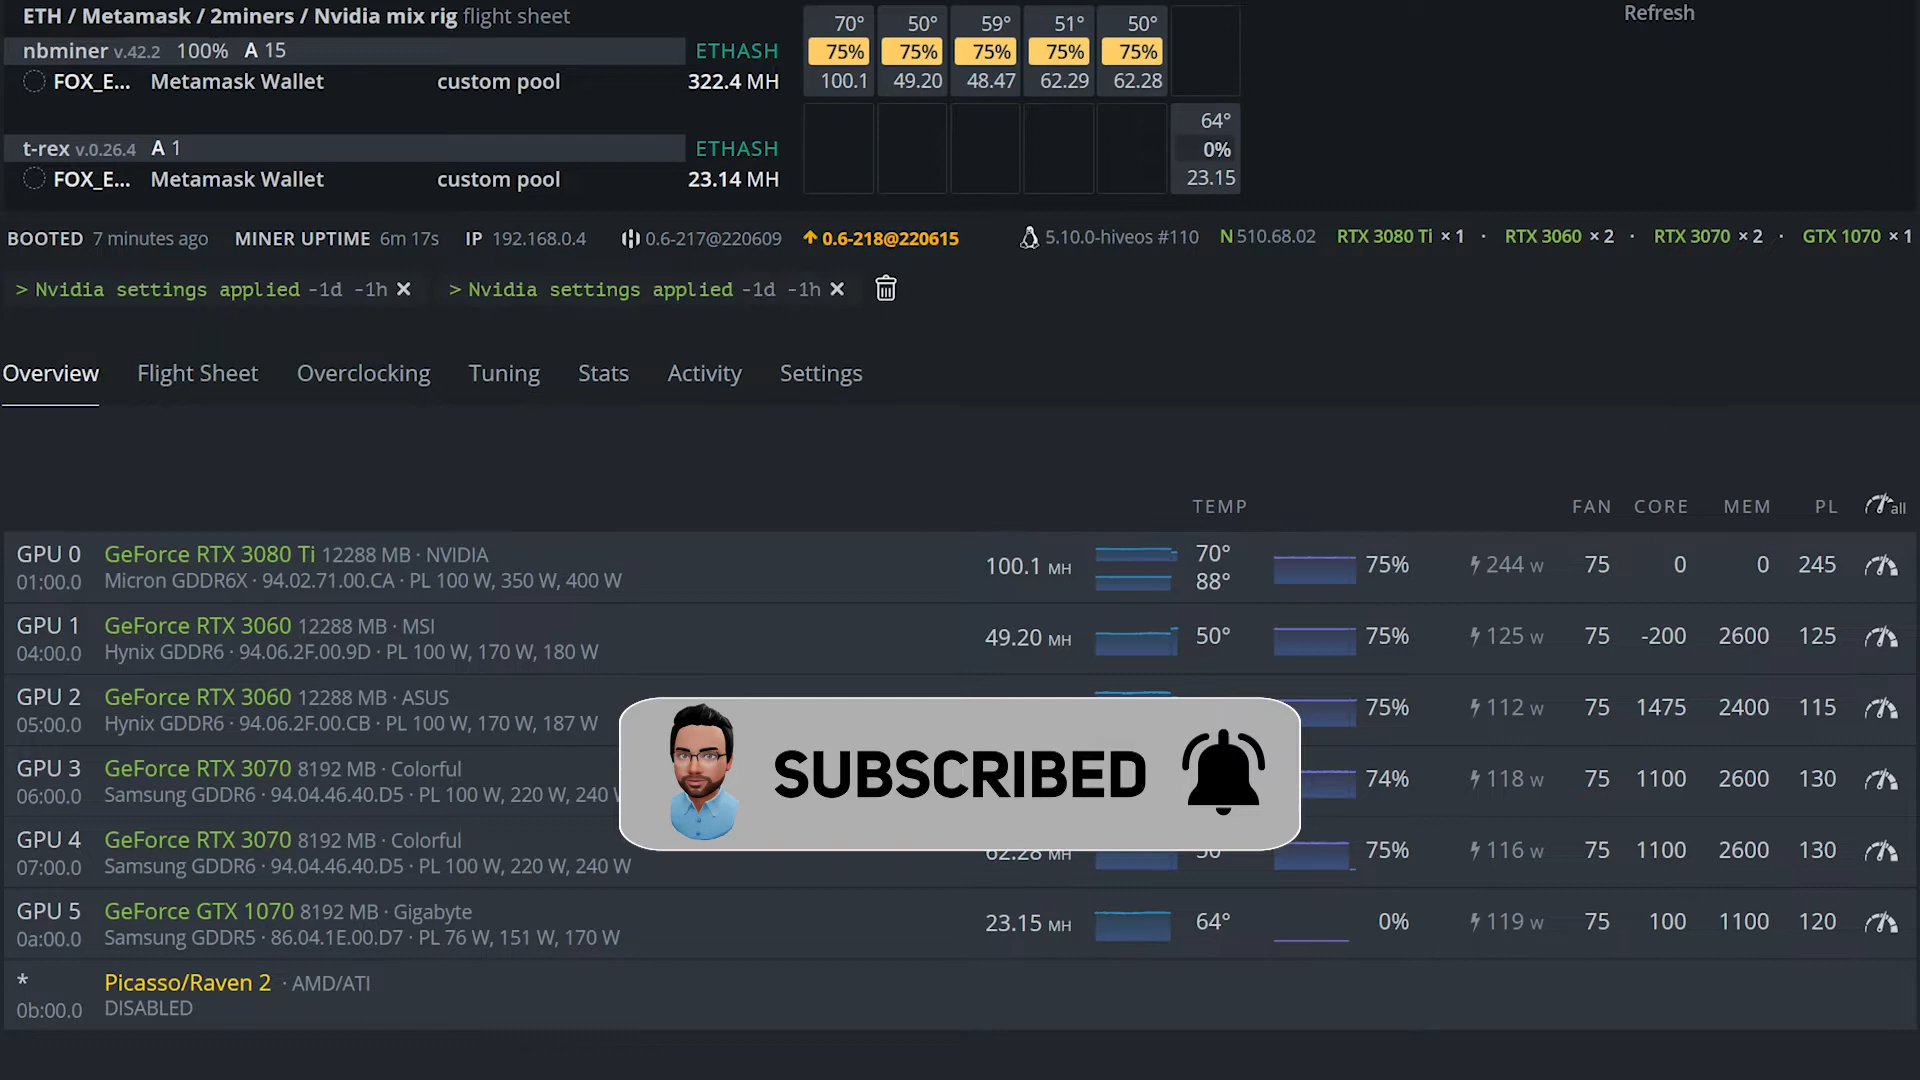 ETH / Metamask / 2miners / Nvidia mix rig flight sheet
Refresh
70° 50° 59° 51° 50°
nbminer v.42.2 100% A 15 ETHASH 75% 75% 75% 75% 75%
FOX_E... Metamask Wallet custom pool 322.4 MH 100.1 49.20 48.47 62.29 62.28
64°
t-rex v.0.26.4 A 1 ETHASH 0%
FOX_E... Metamask Wallet custom pool 23.14 MH 23.15
BOOTED 7 minutes ago MINER UPTIME 6m 17s IP 192.168.0.4 0.6-217@220609 0.6-218@220615 5.10.0-hiveos #110 N 510.68.02 RTX 3080 Ti × 1 · RTX 3060 × 2 · RTX 3070 × 2 · GTX 1070 × 1
> Nvidia settings applied -1d -1h × > Nvidia settings applied -1d -1h ×
Overview Flight Sheet Overclocking Tuning Stats Activity Settings
TEMP FAN CORE MEM PL all
GPU 0 GeForce RTX 3080 Ti 12288 MB · NVIDIA 100.1 MH 70° 75% 244 W 75 0 0 245
01:00.0 Micron GDDR6X · 94.02.71.00.CA · PL 100 W, 350 W, 400 W 88°
GPU 1 GeForce RTX 3060 12288 MB · MSI 49.20 MH 50° 75% 125 W 75 -200 2600 125
04:00.0 Hynix GDDR6 · 94.06.2F.00.9D · PL 100 W, 170 W, 180 W
GPU 2 GeForce RTX 3060 12288 MB · ASUS 75% 112 W 75 1475 2400 115
05:00.0 Hynix GDDR6 · 94.06.2F.00.CB · PL 100 W, 170 W, 187 W
GPU 3 GeForce RTX 3070 8192 MB · Colorful 74% 118 W 75 1100 2600 130
06:00.0 Samsung GDDR6 · 94.04.46.40.D5 · PL 100 W, 220 W, 240
SUBSCRIBED
GPU 4 GeForce RTX 3070 8192 MB · Colorful 62.28 MH 50° 75% 116 W 75 1100 2600 130
07:00.0 Samsung GDDR6 · 94.04.46.40.D5 · PL 100 W, 220 W, 240 W
GPU 5 GeForce GTX 1070 8192 MB · Gigabyte 23.15 MH 64° 0% 119 W 75 100 1100 120
0a:00.0 Samsung GDDR5 · 86.04.1E.00.D7 · PL 76 W, 151 W, 170 W
* Picasso/Raven 2 · AMD/ATI
0b:00.0 DISABLED